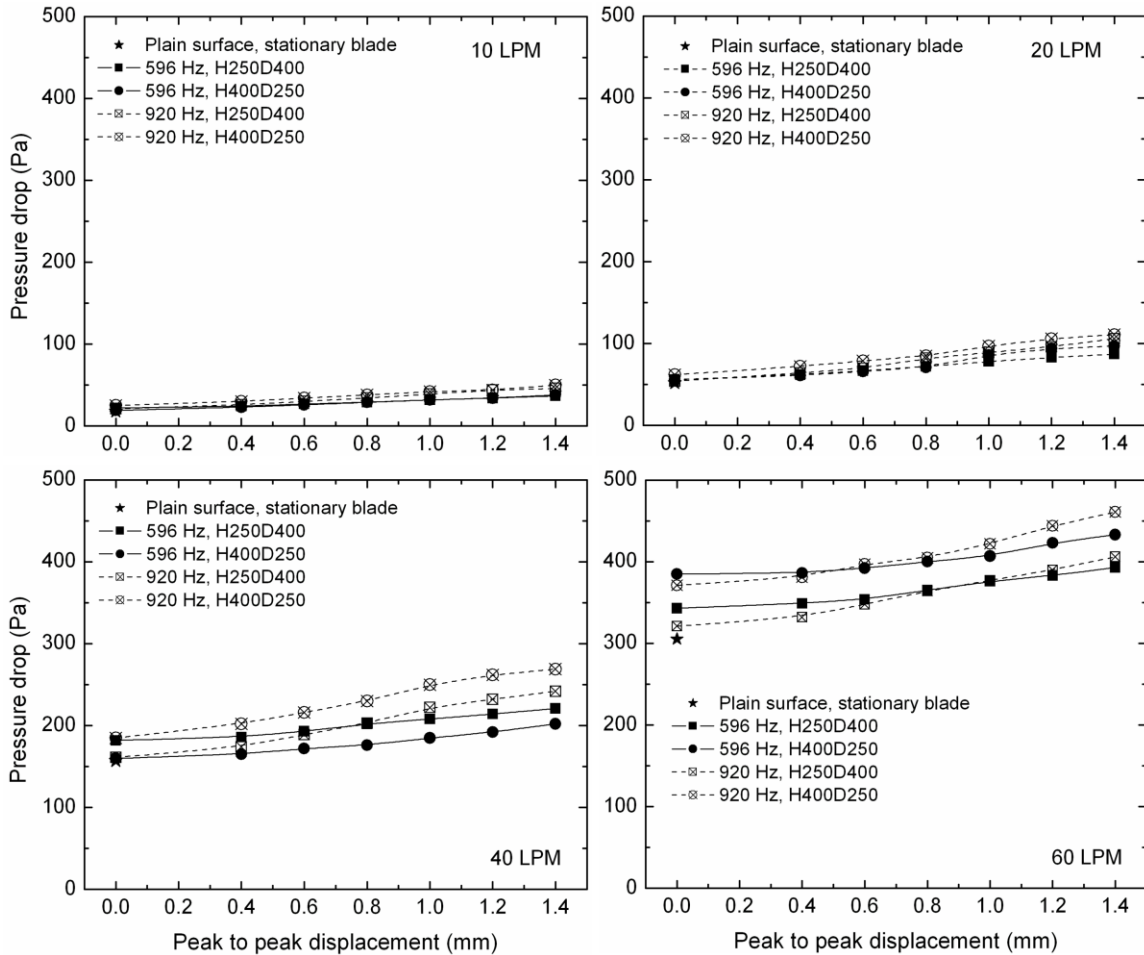 Pressure drop (Pa)
500
400
300
200
100
0
★ Plain surface, stationary blade
596 Hz, H250D400
596 Hz, H400D250
920 Hz, H250D400
920 Hz, H400D250
10 LPM
0.0 0.2 0.4 0.6 0.8 1.0 1.2 1.4
500
400
300
200
100
0
★ Plain surface, stationary blade
596 Hz, H250D400
596 Hz, H400D250
920 Hz, H250D400
920 Hz, H400D250
20 LPM
0.0 0.2 0.4 0.6 0.8 1.0 1.2 1.4
Pressure drop (Pa)
500
400
300
200
100
0
★ Plain surface, stationary blade
596 Hz, H250D400
596 Hz, H400D250
920 Hz, H250D400
920 Hz, H400D250
40 LPM
0.0 0.2 0.4 0.6 0.8 1.0 1.2 1.4
Peak to peak displacement (mm)
500
400
300
200
100
0
★ Plain surface, stationary blade
596 Hz, H250D400
596 Hz, H400D250
920 Hz, H250D400
920 Hz, H400D250
60 LPM
0.0 0.2 0.4 0.6 0.8 1.0 1.2 1.4
Peak to peak displacement (mm)